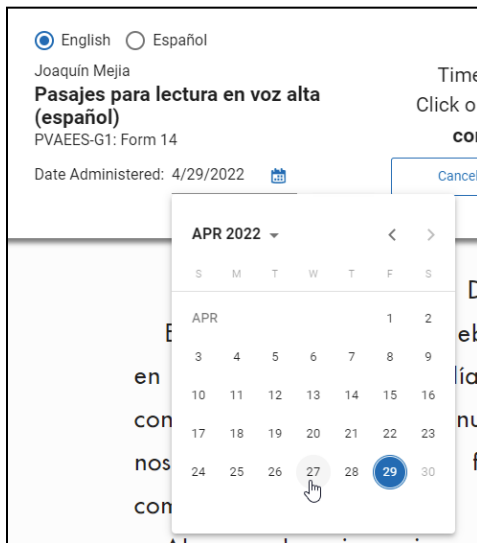 English Español
Joaquín Mejia
Pasajes para lectura en voz alta
(español)
PVAEES-G1: Form 14
Date Administered: 4/29/2022
Click
Cancel
APR 2022
S M T W T F S
APR 1 2
3 4 5 6 7 8 9
10 11 12 13 14 15 16
17 18 19 20 21 22 23
24 25 26 27 28 29 30
en
con
nos